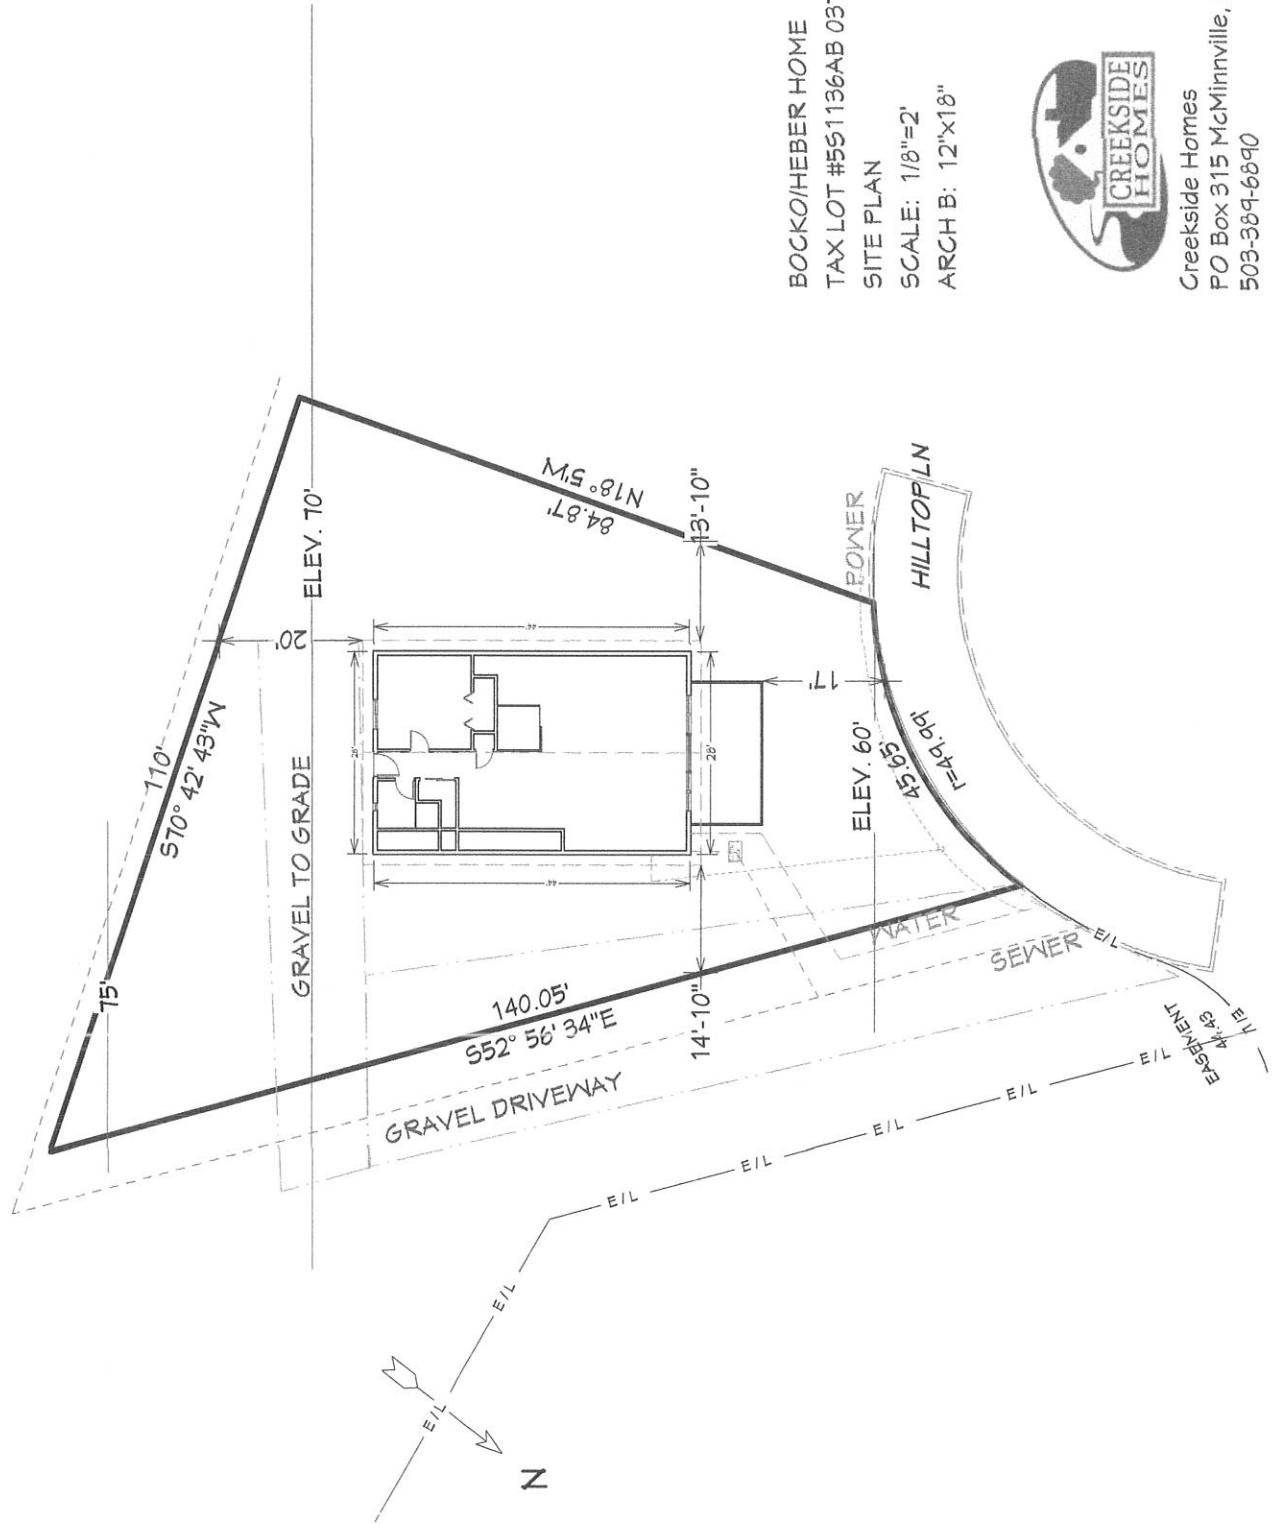 BOCKO/HEBER HOME
TAX LOT #551136AB
SITE PLAN
SCALE: 1/8"=2'
ARCH B: 12"x18"
CREEKSIDE
HOMES
Creekside Homes
PO Box 315 McMinnville,
503-389-6890
110'
S70° 42' 43"W
75'
GRAVEL TO GRADE
ELEV. 70'
20'
N18° 5'W
84.87'
13'-10"
44'
28'
28'
44'
17'
POWER
HILLTOP LN
ELEV. 60'
45.65
r=49.99'
14'-10"
140.05'
S52° 56' 34"E
GRAVEL DRIVEWAY
WATER
SEWER
EASEMENT
E/L
E/L
E/L
E/L
E/L
E/L
E/L
E/L
E/L
N